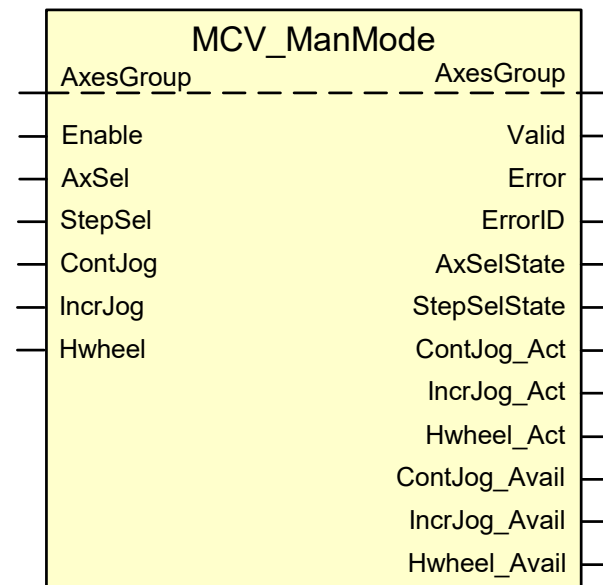 MCV_ManMode
AxesGroup AxesGroup
Enable Valid
AxSel Error
StepSel ErrorID
ContJog AxSelState
IncrJog StepSelState
Hwheel ContJog_Act
IncrJog_Act
Hwheel_Act
ContJog_Avail
IncrJog_Avail
Hwheel_Avail